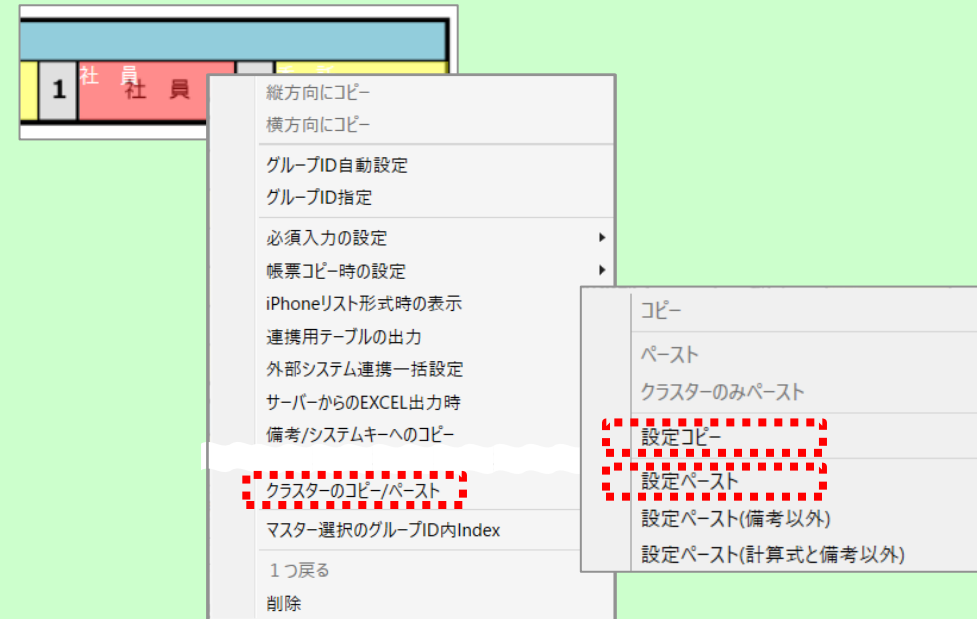 社 員
1
社 員
縦方向にコピー
横方向にコピー
グループID自動設定
グループID指定
必須入力の設定
帳票コピー時の設定
iPhoneリスト形式時の表示
連携用テーブルの出力
外部システム連携一括設定
サーバーからのEXCEL出力時
備考/システムキーへのコピー
クラスターのコピー/ペースト
マスター選択のグループID内Index
1つ戻る
削除
コピー
ペースト
クラスターのみペースト
設定コピー
設定ペースト
設定ペースト(備考以外)
設定ペースト(計算式と備考以外)